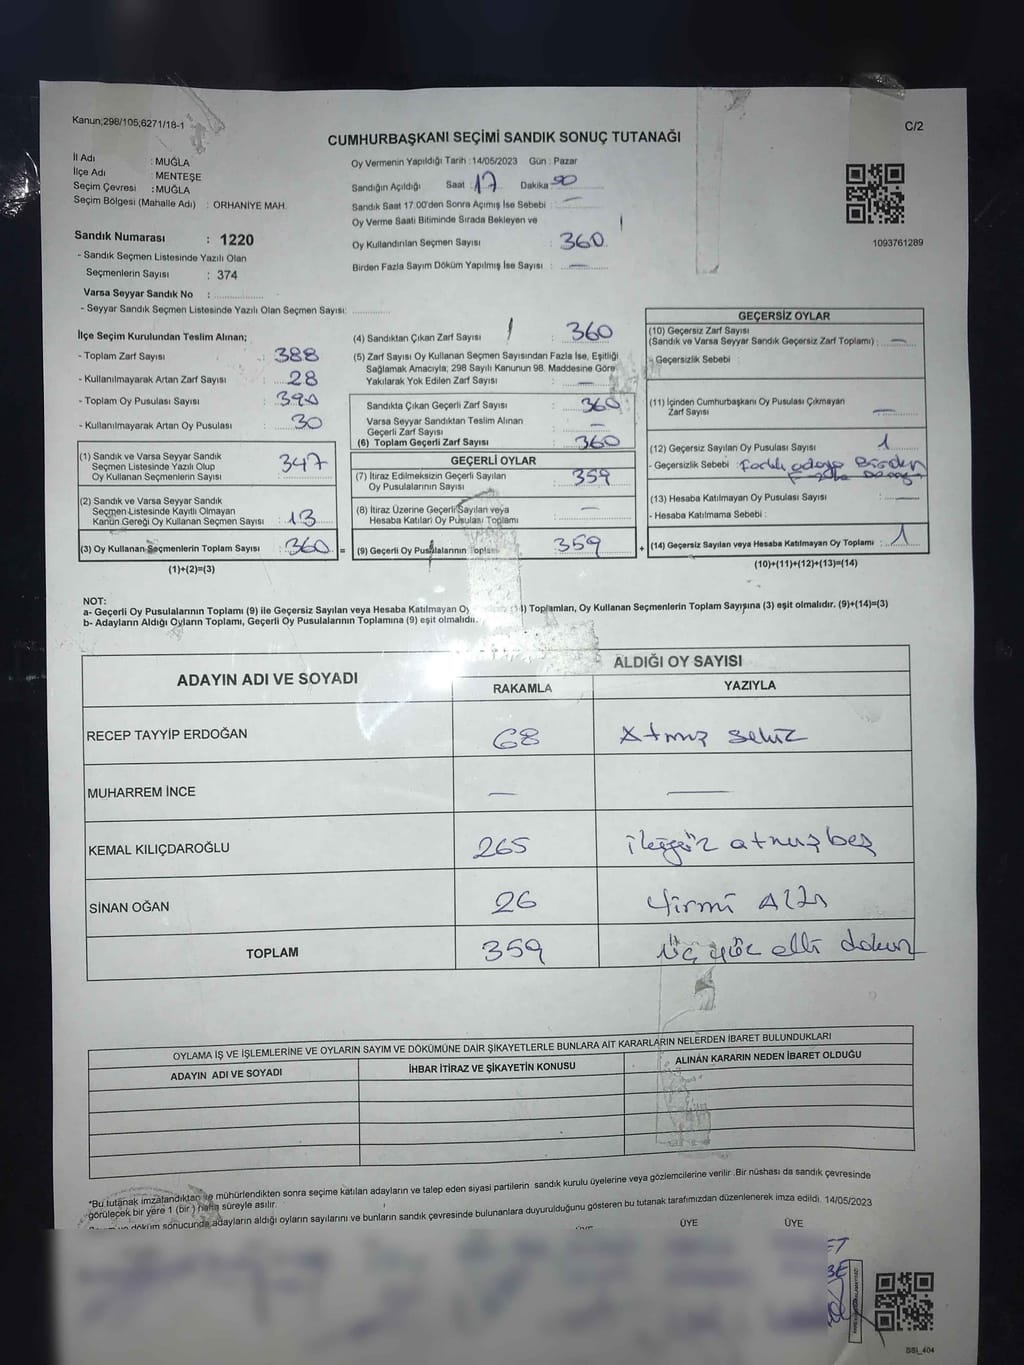 Kanun;298/105;6271/18-1
C/2
CUMHURBAŞKANI SEÇİMİ SANDIK SONUÇ TUTANAĞI
İl Adı : MUĞLA
İlçe Adı : MENTEŞE
Seçim Çevresi : MUĞLA
Seçim Bölgesi (Mahalle Adı) : ORHANİYE MAH.
Sandık Numarası : 1220
- Sandık Seçmen Listesinde Yazılı Olan
Seçmenlerin Sayısı : 374
Varsa Seyyar Sandık No :
- Seyyar Sandık Seçmen Listesinde Yazılı Olan Seçmen Sayısı:
Oy Vermenin Yapıldığı Tarih :14/05/2023 Gün : Pazar
Sandığın Açıldığı Saat : 17 Dakika
Sandık Saat 17:00'den Sonra Açılmış İse Sebebi : —
Oy Verme Saati Bitiminde Sırada Bekleyen ve
Oy Kullandırılan Seçmen Sayısı : 360
Birden Fazla Sayım Döküm Yapılmış İse Sayısı : —
1093761289
İlçe Seçim Kurulundan Teslim Alınan;
- Toplam Zarf Sayısı : 388
- Kullanılmayarak Artan Zarf Sayısı : 28
- Toplam Oy Pusulası Sayısı : 390
- Kullanılmayarak Artan Oy Pusulası : 30
(1) Sandık ve Varsa Seyyar Sandık
Seçmen Listesinde Yazılı Olup
Oy Kullanan Seçmenlerin Sayısı : 347
(2) Sandık ve Varsa Seyyar Sandık
Seçmen Listesinde Kayıtlı Olmayan
Kanun Gereği Oy Kullanan Seçmen Sayısı : 13
(3) Oy Kullanan Seçmenlerin Toplam Sayısı : 360
(1)+(2)=(3)
(4) Sandıktan Çıkan Zarf Sayısı : 360
(5) Zarf Sayısı Oy Kullanan Seçmen Sayısından Fazla İse, Eşitliği
Sağlamak Amacıyla; 298 Sayılı Kanunun 98. Maddesine Göre
Yakılarak Yok Edilen Zarf Sayısı : —
Sandıkta Çıkan Geçerli Zarf Sayısı : 360
Varsa Seyyar Sandıktan Teslim Alınan
Geçerli Zarf Sayısı : —
(6) Toplam Geçerli Zarf Sayısı : 360
GEÇERLİ OYLAR
(7) İtiraz Edilmeksizin Geçerli Sayılan
Oy Pusulalarının Sayısı : 359
(8) İtiraz Üzerine Geçerli Sayılan veya
Hesaba Katılan Oy Pusulası Toplamı : —
= (9) Geçerli Oy Pusulalarının Toplamı : 359
GEÇERSİZ OYLAR
(10) Geçersiz Zarf Sayısı
(Sandık ve Varsa Seyyar Sandık Geçersiz Zarf Toplamı) : —
- Geçersizlik Sebebi :
(11) İçinden Cumhurbaşkanı Oy Pusulası Çıkmayan
Zarf Sayısı : —
(12) Geçersiz Sayılan Oy Pusulası Sayısı : 1
- Geçersizlik Sebebi : Birden
(13) Hesaba Katılmayan Oy Pusulası Sayısı : —
- Hesaba Katılmama Sebebi :
+ (14) Geçersiz Sayılan veya Hesaba Katılmayan Oy Toplamı : 1
(10)+(11)+(12)+(13)=(14)
NOT:
a- Geçerli Oy Pusulalarının Toplamı (9) ile Geçersiz Sayılan veya Hesaba Katılmayan Oy (14) Toplamları, Oy Kullanan Seçmenlerin Toplam Sayısına (3) eşit olmalıdır. (9)+(14)=(3)
b- Adayların Aldığı Oyların Toplamı, Geçerli Oy Pusulalarının Toplamına (9) eşit olmalıdır.
ADAYIN ADI VE SOYADI
ALDIĞI OY SAYISI
RAKAMLA YAZIYLA
RECEP TAYYİP ERDOĞAN 68 Atmış sekiz
MUHARREM İNCE — —
KEMAL KILIÇDAROĞLU 265 ikiyüz atmışbeş
SİNAN OĞAN 26 Yirmi Altı
TOPLAM 359 Üç yüz elli dokuz
OYLAMA İŞ VE İŞLEMLERİNE VE OYLARIN SAYIM VE DÖKÜMÜNE DAİR ŞİKAYETLERLE BUNLARA AİT KARARLARIN NELERDEN İBARET BULUNDUKLARI
ADAYIN ADI VE SOYADI İHBAR İTİRAZ VE ŞİKAYETİN KONUSU ALINAN KARARIN NEDEN İBARET OLDUĞU
*Bu tutanak imzalandıktan ve mühürlendikten sonra seçime katılan adayların ve talep eden siyasi partilerin sandık kurulu üyelerine veya gözlemcilerine verilir .Bir nüshası da sandık çevresinde
görülecek bir yere 1 (bir ) hafta süreyle asılır.
döküm sonucunda adayların aldığı oyların sayılarını ve bunların sandık çevresinde bulunanlara duyurulduğunu gösteren bu tutanak tarafımızdan düzenlenerek imza edildi. 14/05/2023
ÜYE ÜYE ÜYE